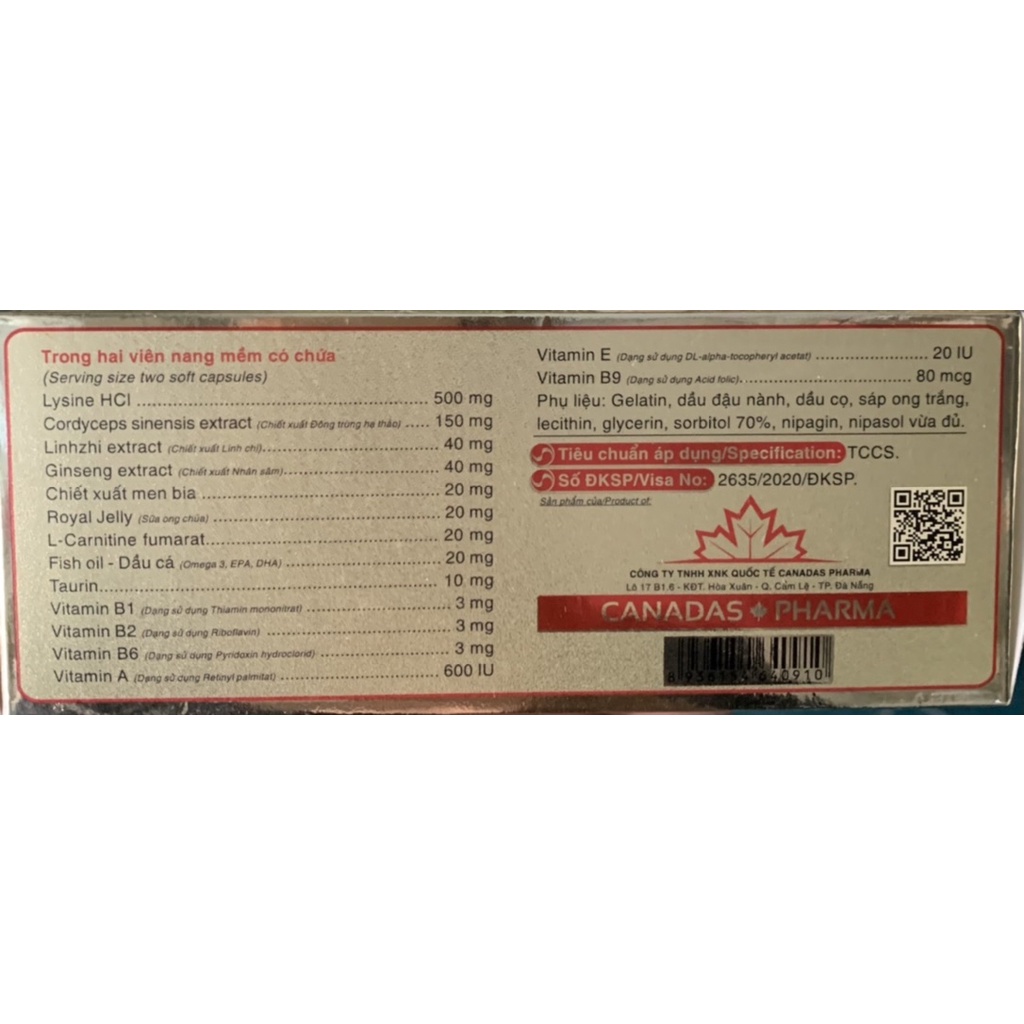 Trong hai viên nang mềm có chứa
(Serving size two soft capsules)
Lysine HCl ........ 500 mg
Cordyceps sinensis extract (Chiết xuất Đông trùng hạ thảo) ..... 150 mg
Linhzhi extract (Chiết xuất Linh chi) ........ 40 mg
Ginseng extract (Chiết xuất Nhân sâm) ........ 40 mg
Chiết xuất men bia ........ 20 mg
Royal Jelly (Sữa ong chúa) ........ 20 mg
L-Carnitine fumarat ........ 20 mg
Fish oil - Dầu cá (Omega 3, EPA, DHA) ........ 20 mg
Taurin ........ 10 mg
Vitamin B1 (Dạng sử dụng Thiamin mononitrat) ........ 3 mg
Vitamin B2 (Dạng sử dụng Riboflavin) ........ 3 mg
Vitamin B6 (Dạng sử dụng Pyridoxin hydroclorid) ........ 3 mg
Vitamin A (Dạng sử dụng Retinyl palmitat) ........ 600 IU
Vitamin E (Dạng sử dụng DL-alpha-tocopheryl acetat) ........ 20 IU
Vitamin B9 (Dạng sử dụng Acid folic) ........ 80 mcg
Phụ liệu: Gelatin, dầu đậu nành, dầu cọ, sáp ong trắng,
lecithin, glycerin, sorbitol 70%, nipagin, nipasol vừa đủ.
Tiêu chuẩn áp dụng/Specification: TCCS.
Số ĐKSP/Visa No: 2635/2020/ĐKSP.
Sản phẩm của/Product of:
CÔNG TY TNHH XNK QUỐC TẾ CANADAS PHARMA
Lô 17 B1.6 - KĐT. Hòa Xuân - Q. Cẩm Lệ - TP. Đà Nẵng
CANADAS PHARMA